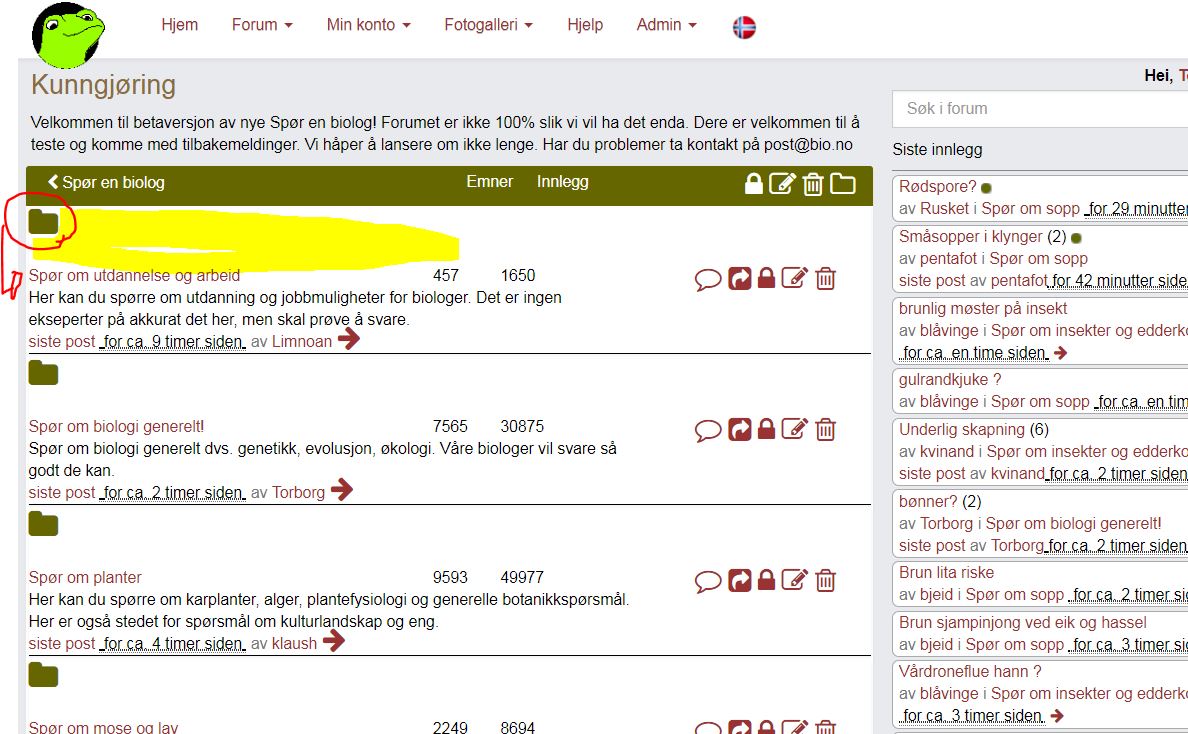 Hjem Forum Min konto Fotogalleri Hjelp Admin
Kunngjøring
Velkommen til betaversjon av nye Spør en biolog! Forumet er ikke 100% slik vi vil ha det enda. Dere er velkommen til å
teste og komme med tilbakemeldinger. Vi håper å lansere om ikke lenge. Har du problemer ta kontakt på post@bio.no
Spør en biolog Emner Innlegg
Spør om utdannelse og arbeid 457 1650
Her kan du spørre om utdanning og jobbmuligheter for biologer. Det er ingen
eksperter på akkurat det her, men skal prøve å svare.
siste post for ca. 9 timer siden av Limnoan
Spør om biologi generelt! 7565 30875
Spør om biologi generelt dvs. genetikk, evolusjon, økologi. Våre biologer vil svare så
godt de kan.
siste post for ca. 2 timer siden av Torborg
Spør om planter 9593 49977
Her kan du spørre om karplanter, alger, plantefysiologi og generelle botanikkspørsmål.
Her er også stedet for spørsmål om kulturlandskap og eng.
siste post for ca. 4 timer siden av klaush
Spør om mose og lav 2249 8694
Hei, T
Søk i forum
Siste innlegg
Rødspore?
av Rusket i Spør om sopp for 29 minutter
Småsopper i klynger (2)
av pentafot i Spør om sopp
siste post av pentafot for 42 minutter side
brunlig møster på insekt
av blåvinge i Spør om insekter og edderko
for ca. en time siden
gulrandkjuke ?
av blåvinge i Spør om sopp for ca. en tim
Underlig skapning (6)
av kvinand i Spør om insekter og edderko
siste post av kvinand for ca. 2 timer siden
bønner? (2)
av Torborg i Spør om biologi generelt!
siste post av Torborg for ca. 2 timer siden
Brun lita riske
av bjeid i Spør om sopp for ca. 2 timer si
Brun sjampinjong ved eik og hassel
av bjeid i Spør om sopp for ca. 3 timer si
Vårdroneflue hann ?
av blåvinge i Spør om insekter og edderko
for ca. 3 timer siden